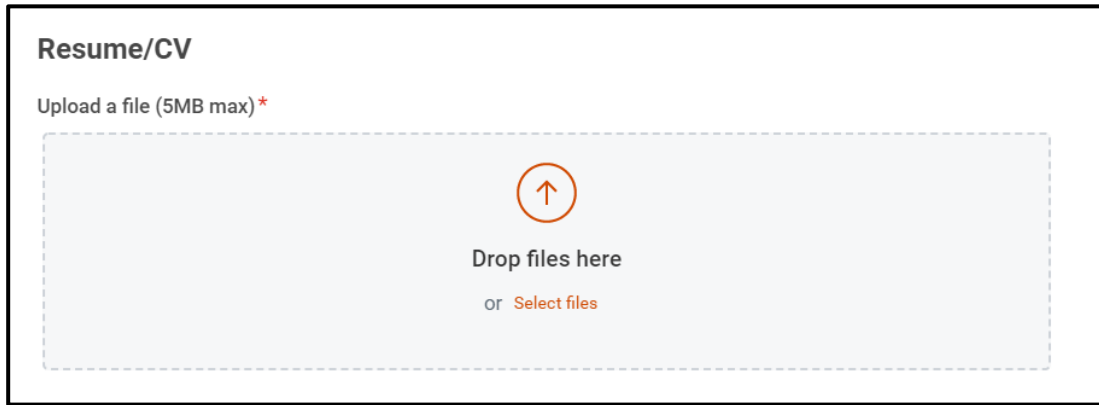 Resume/CV
Upload a file (5MB max)*
Drop files here
or Select files